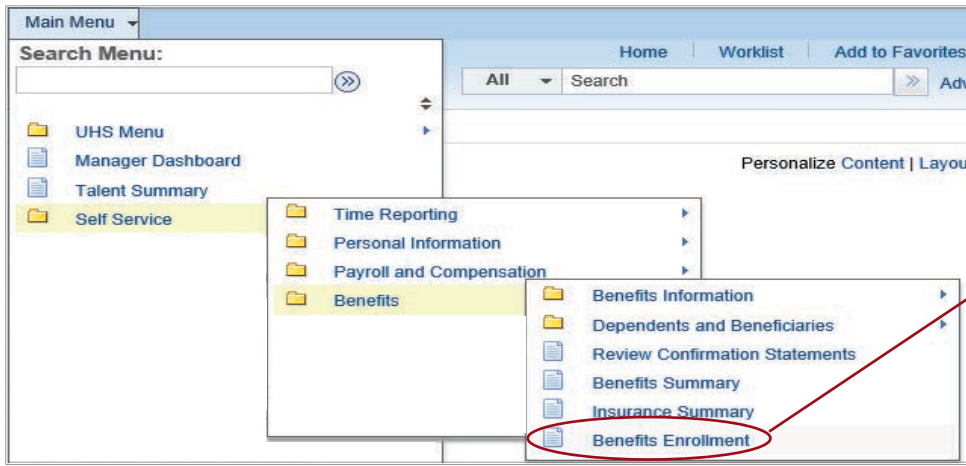 Main Menu
Search Menu:
Home Worklist Add to Favorites
All Search Adv
UHS Menu
Manager Dashboard
Personalize Content | Layou
Talent Summary
Self Service
Time Reporting
Personal Information
Payroll and Compensation
Benefits
Benefits Information
Dependents and Beneficiaries
Review Confirmation Statements
Benefits Summary
Insurance Summary
Benefits Enrollment